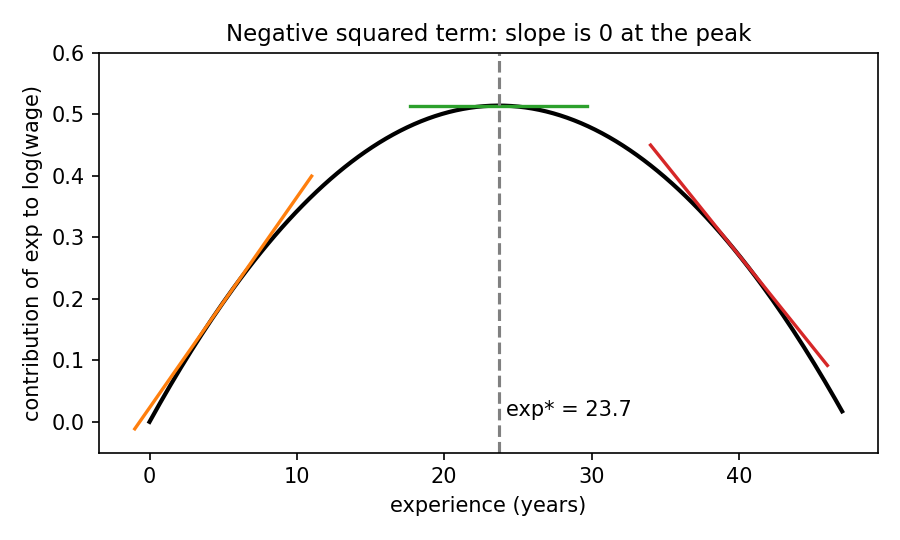 Negative squared term: slope is 0 at the peak
contribution of exp to log(wage)
0.6
0.5
0.4
0.3
0.2
0.1
0.0
exp* = 23.7
0 10 20 30 40
experience (years)